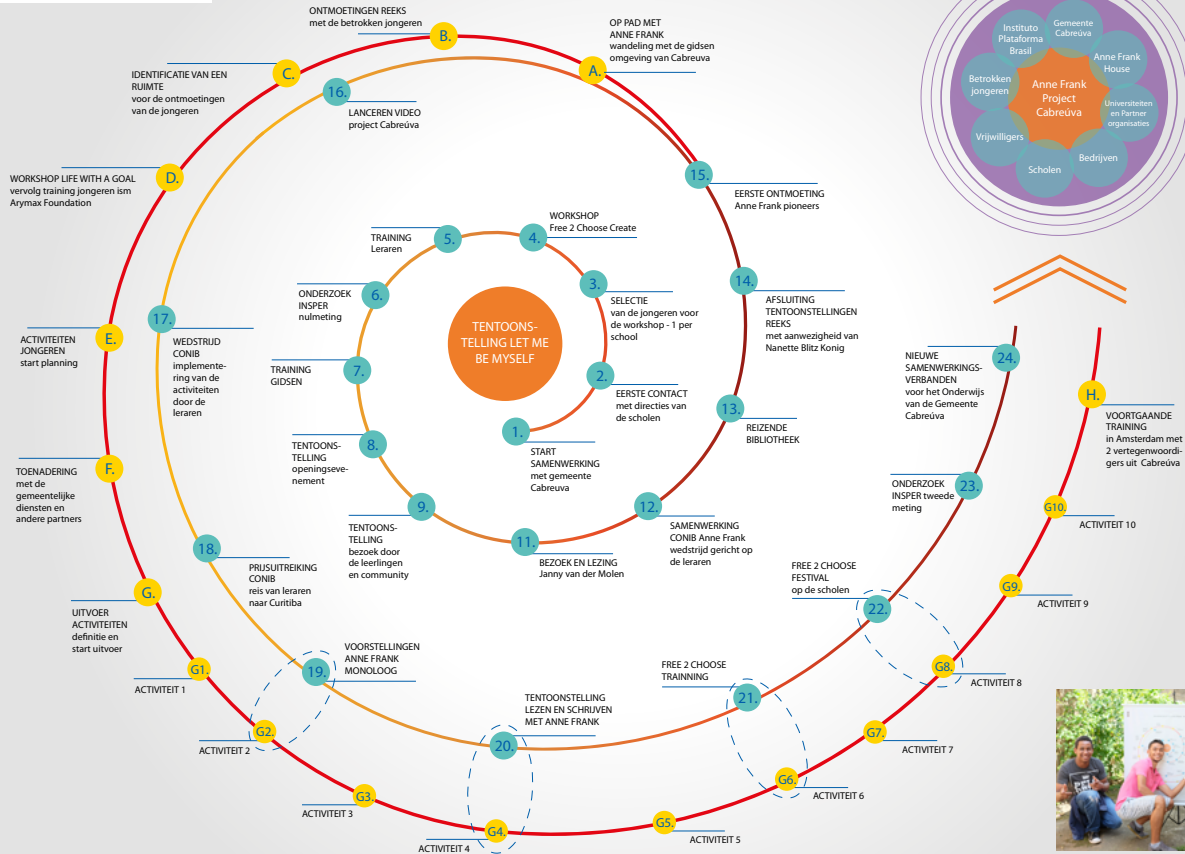 ONTMOETINGEN REEKS
met de betrokken jongeren
B.
OP PAD MET
ANNE FRANK
wandeling met de gidsen
omgeving van Cabreuva
A.
IDENTIFICATIE VAN EEN
RUIMTE
voor de ontmoetingen
van de jongeren
C.
16.
LANCEREN VIDEO
project Cabreúva
WORKSHOP LIFE WITH A GOAL
vervolg training jongeren ism
Arymax Foundation
D.
15.
EERSTE ONTMOETING
Anne Frank pioneers
Instituto
Plataforma
Brasil
Gemeente
Cabreúva
Anne Frank
House
Betrokken
jongeren
Anne Frank
Project
Cabreúva
Universiteiten
en Partner
organisaties
Vrijwilligers
Scholen
Bedrijven
TRAINING
Leraren
5.
4.
WORKSHOP
Free 2 Choose Create
ONDERZOEK
INSPER
nulmeting
6.
3.
SELECTIE
van de jongeren voor
de workshop - 1 per
school
14.
AFSLUITING
TENTOONSTELLINGEN
REEKS
met aanwezigheid van
Nanette Blitz Konig
TENTOONS-
TELLING LET ME
BE MYSELF
ACTIVITEITEN
JONGEREN
start planning
E.
17.
WEDSTRIJD
CONIB
implemente-
ring van de
activiteiten
door de
leraren
TRAINING
GIDSEN
7.
2.
EERSTE CONTACT
met directies van
de scholen
13.
REIZENDE
BIBLIOTHEEK
NIEUWE
SAMENWERKINGS-
VERBANDEN
voor het Onderwijs
van de Gemeente
Cabreúva
24.
H.
VOORTGAANDE
TRAINING
in Amsterdam met
2 vertegenwoordi-
gers uit Cabreúva
TENTOONS-
TELLING
openingseve-
nement
8.
1.
START
SAMENWERKING
met gemeente
Cabreuva
TOENADERING
met de
gemeentelijke
diensten en
andere partners
F.
ONDERZOEK
INSPER tweede
meting
23.
TENTOONS-
TELLING
bezoek door
de leerlingen
en community
9.
11.
BEZOEK EN LEZING
Janny van der Molen
12.
SAMENWERKING
CONIB Anne Frank
wedstrijd gericht op
de leraren
G10.
ACTIVITEIT 10
18.
PRIJSUITREIKING
CONIB
reis van leraren
naar Curitiba
FREE 2 CHOOSE
FESTIVAL
op de scholen
22.
G9.
ACTIVITEIT 9
UITVOER
ACTIVITEITEN
definitie en
start uitvoer
G.
G1.
ACTIVITEIT 1
19.
VOORSTELLINGEN
ANNE FRANK
MONOLOOG
FREE 2 CHOOSE
TRAINNING
21.
G8.
ACTIVITEIT 8
G2.
ACTIVITEIT 2
20.
TENTOONSTELLING
LEZEN EN SCHRIJVEN
MET ANNE FRANK
G7.
ACTIVITEIT 7
G3.
ACTIVITEIT 3
G6.
ACTIVITEIT 6
G4.
ACTIVITEIT 4
G5.
ACTIVITEIT 5